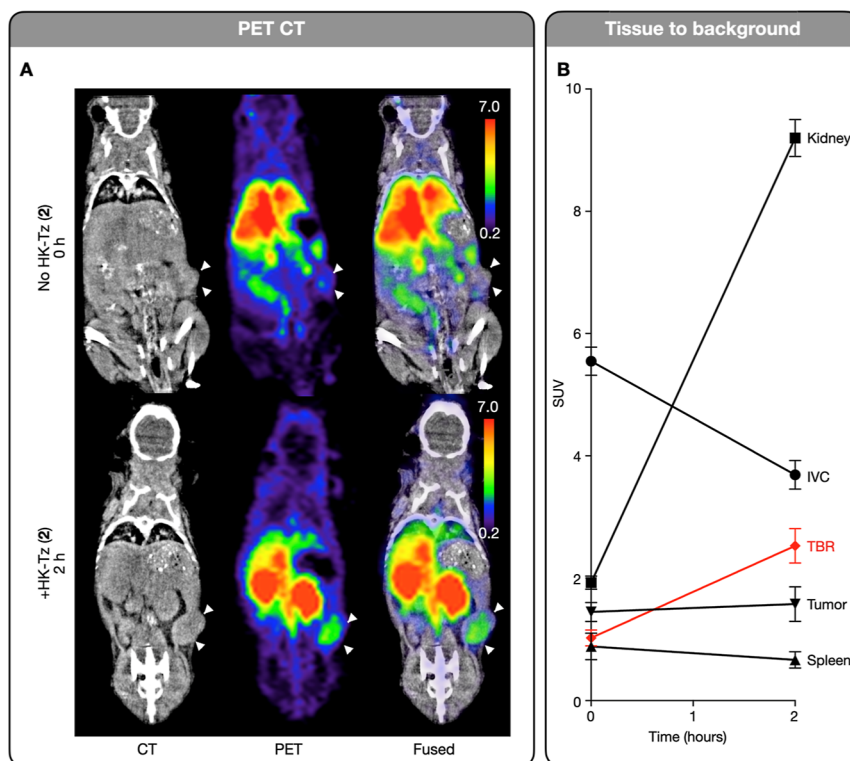 PET CT
Tissue to background
A
No HK-Tz (2)
0 h
7.0
0.2
+HK-Tz (2)
2 h
7.0
0.2
CT
PET
Fused
B
SUV
10
8
6
4
2
0
Kidney
IVC
TBR
Tumor
Spleen
0
1
2
Time (hours)